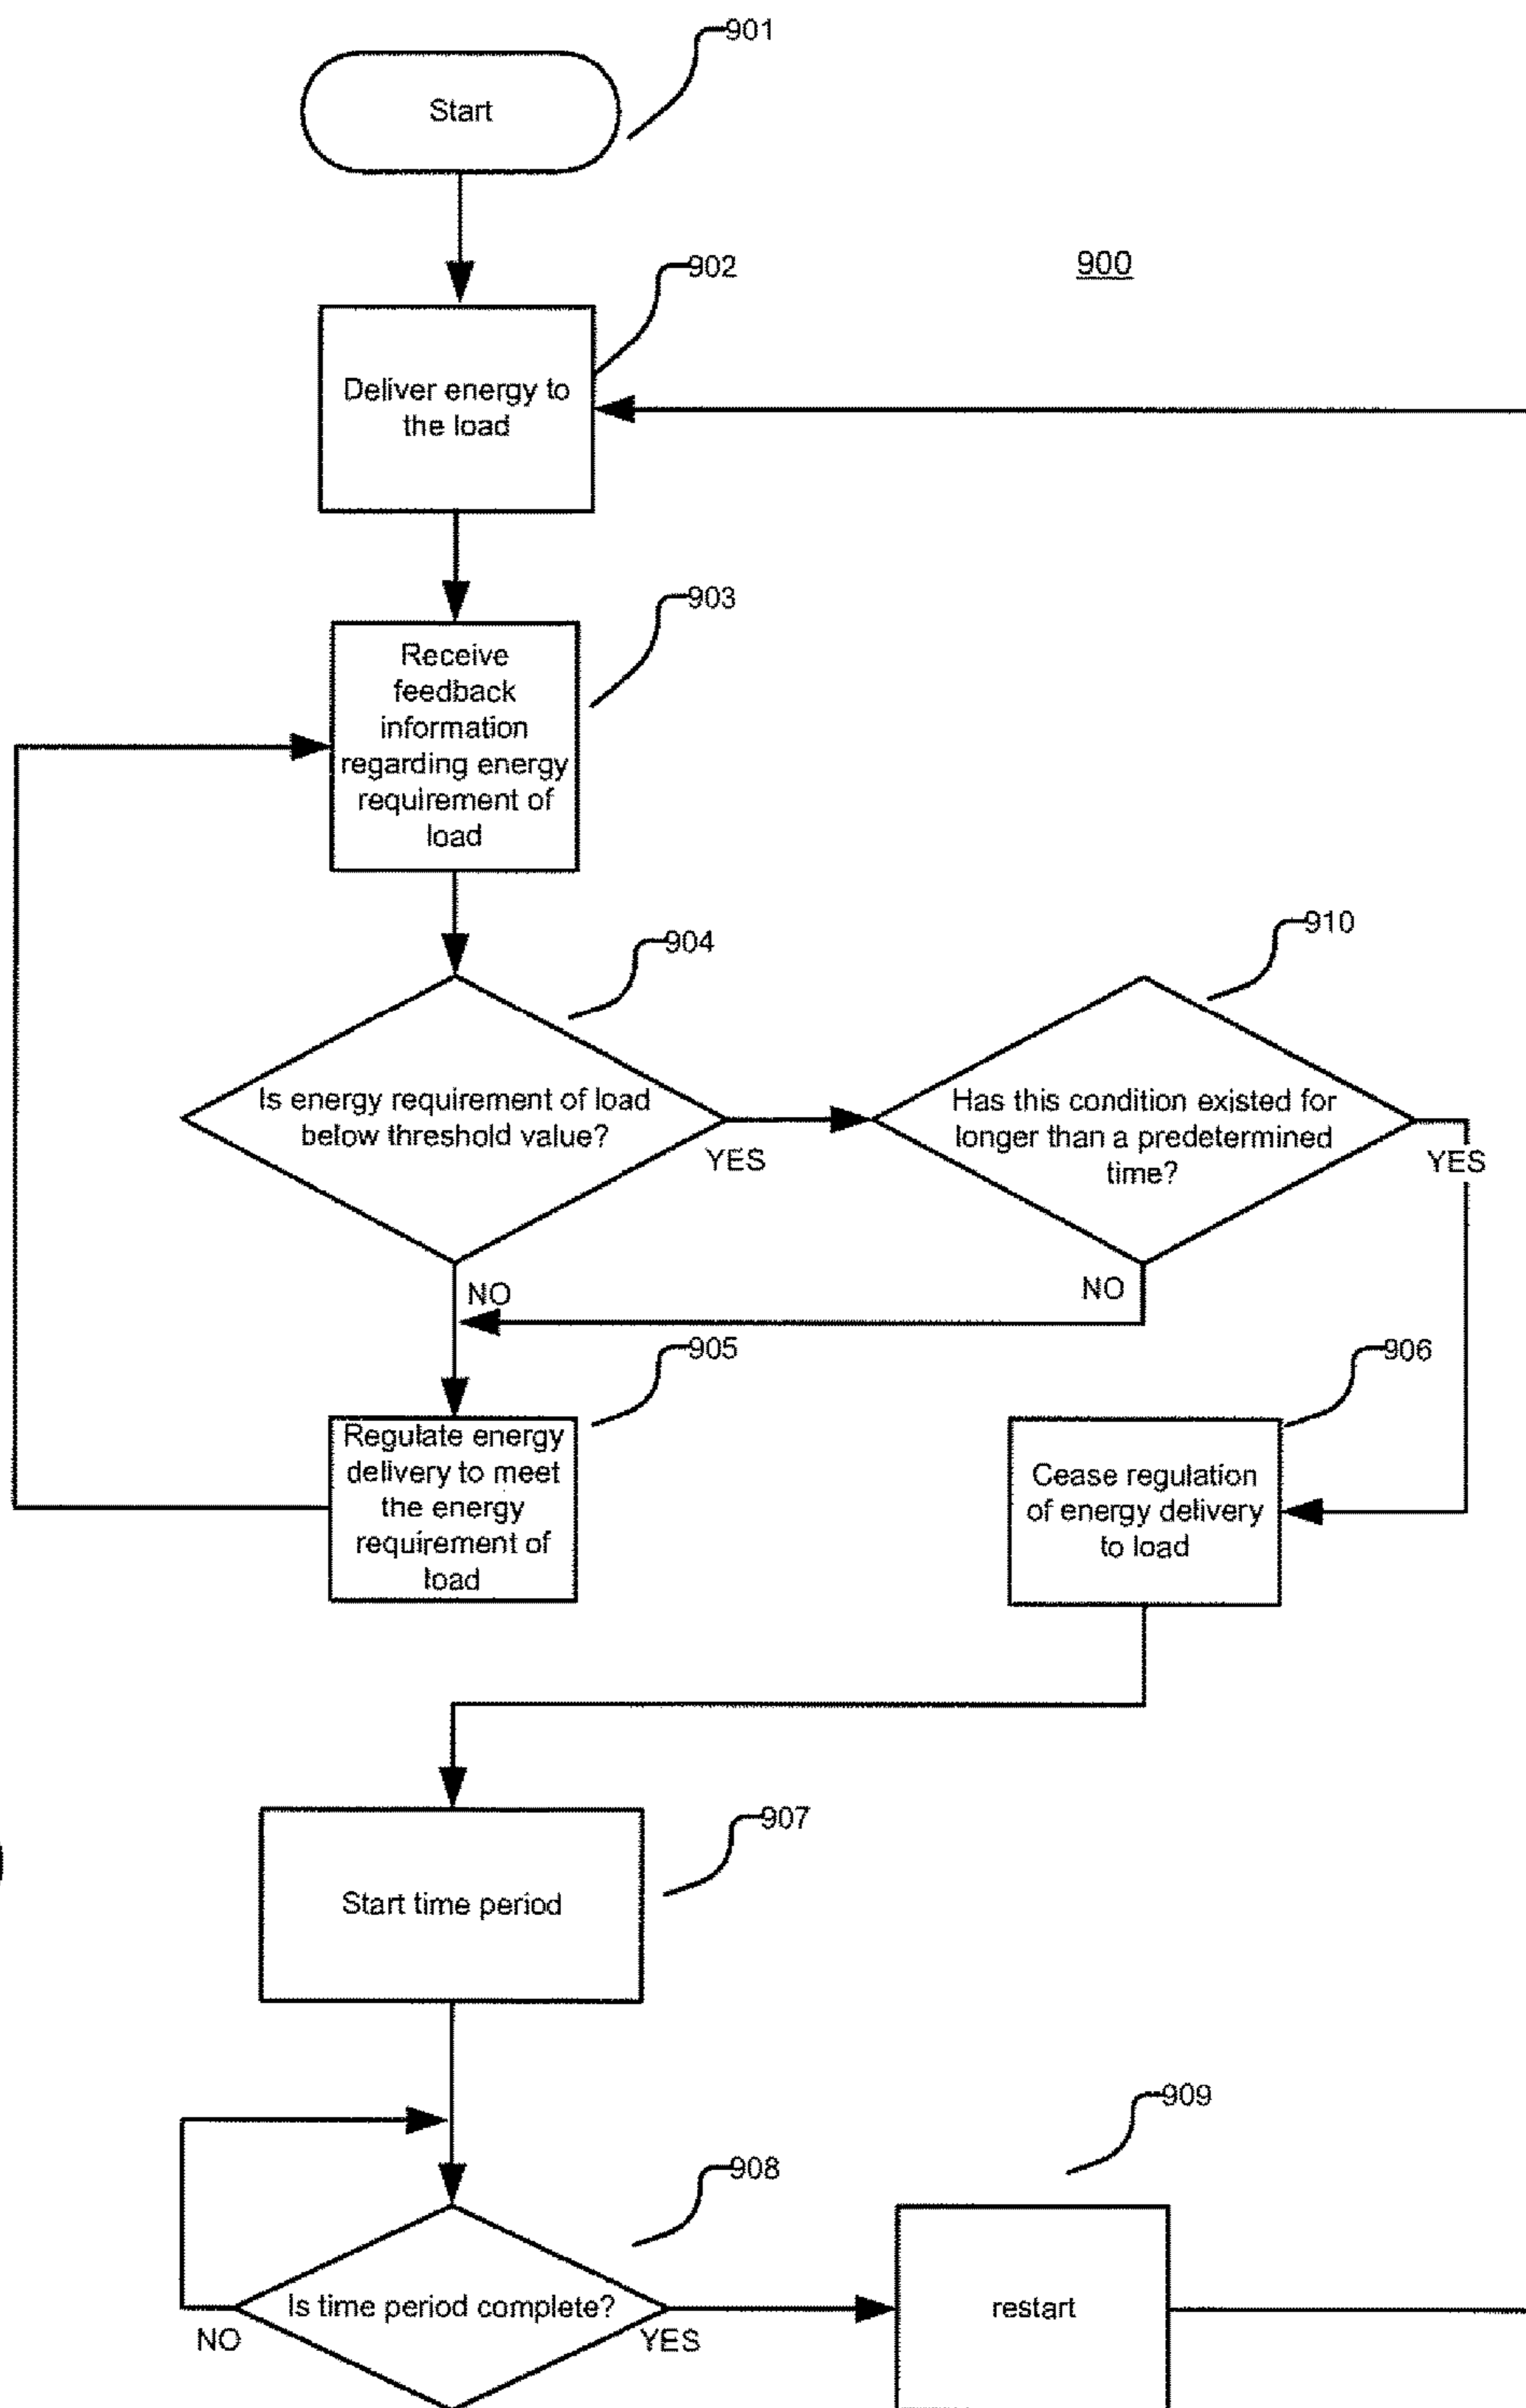 901
Start
902
900
Deliver energy to
the load
903
Receive
feedback
information
regarding energy
requirement of
load
904
910
Is energy requirement of load
below threshold value?
YES
Has this condition existed for
longer than a predetermined
time?
YES
NO
NO
905
906
Regulate energy
delivery to meet
the energy
requirement of
load
Cease regulation
of energy delivery
to load
907
Start time period
909
908
Is time period complete?
NO
YES
restart